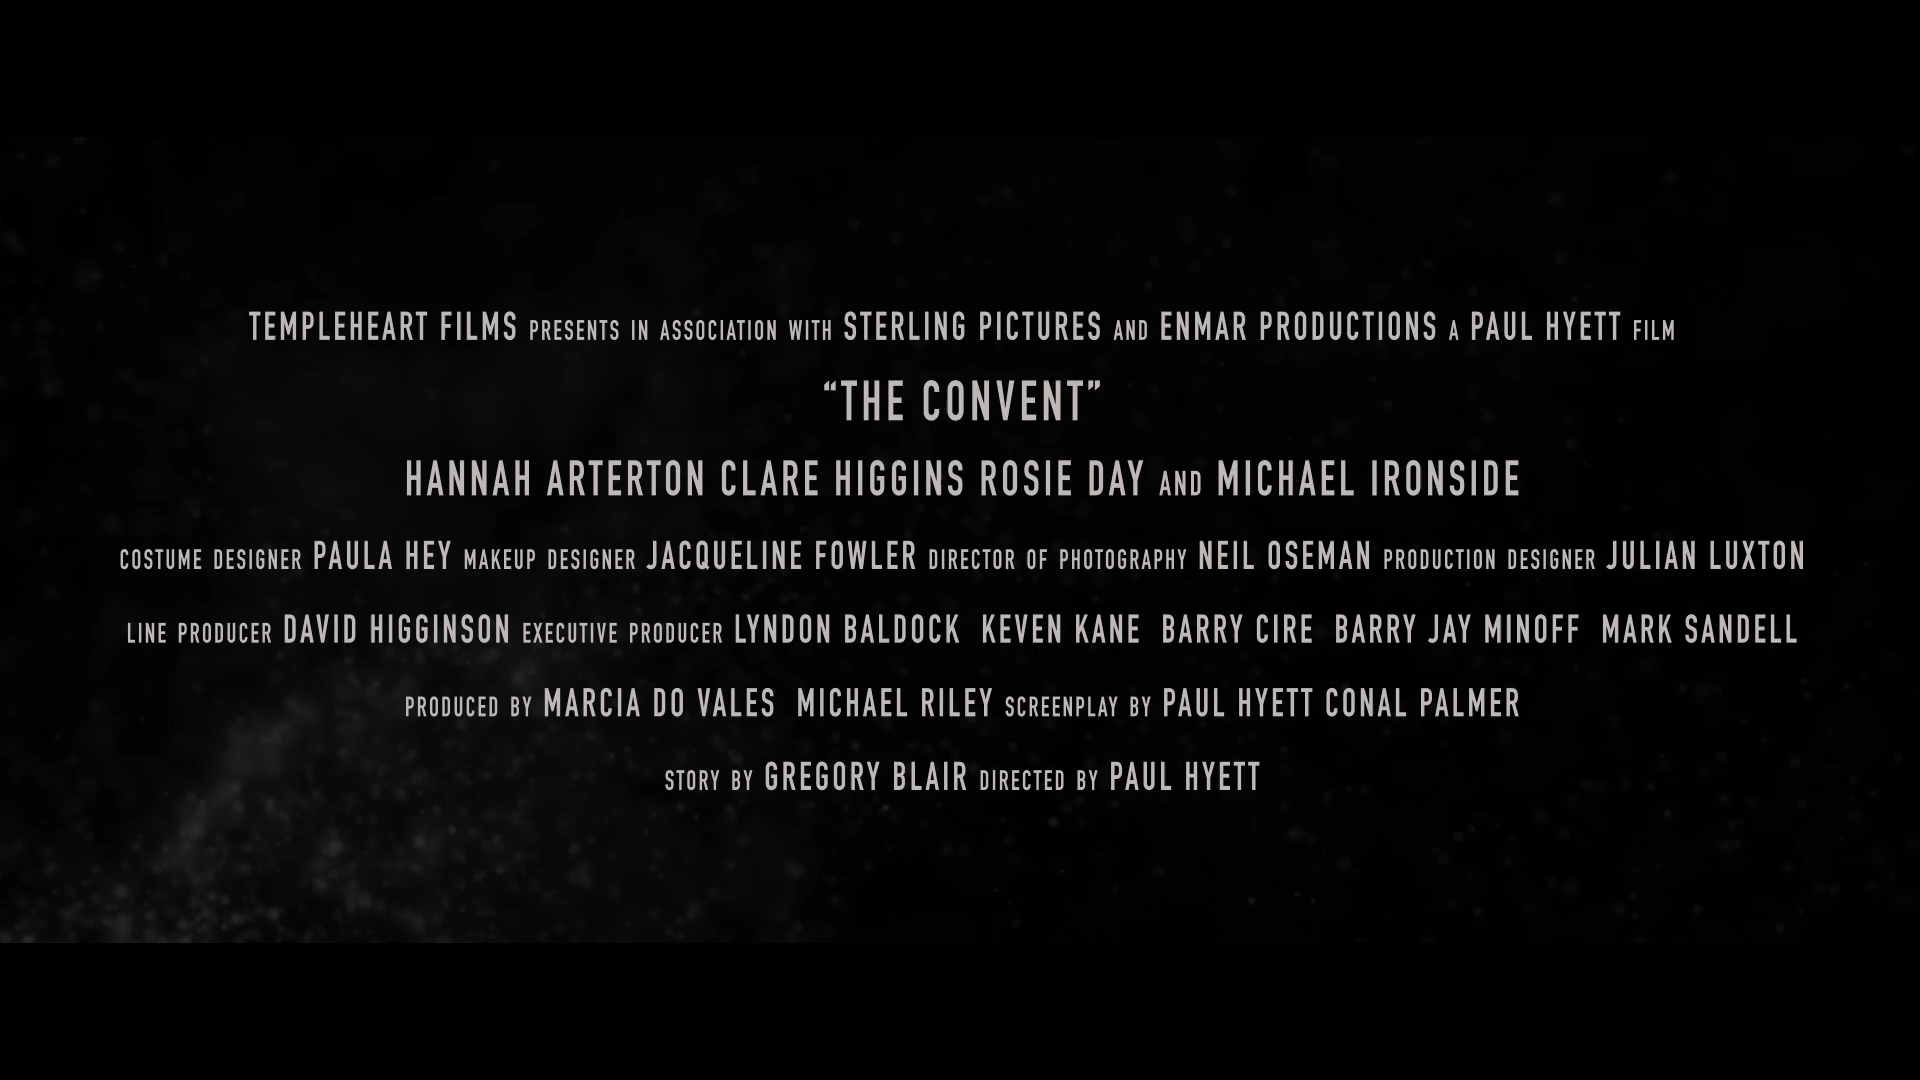 TEMPLEHEART FILMS PRESENTS IN ASSOCIATION WITH STERLING PICTURES AND ENMAR PRODUCTIONS A PAUL HYETT FILM
“THE CONVENT”
HANNAH ARTERTON CLARE HIGGINS ROSIE DAY AND MICHAEL IRONSIDE
COSTUME DESIGNER PAULA HEY MAKEUP DESIGNER JACQUELINE FOWLER DIRECTOR OF PHOTOGRAPHY NEIL OSEMAN PRODUCTION DESIGNER JULIAN LUXTON
LINE PRODUCER DAVID HIGGINSON EXECUTIVE PRODUCER LYNDON BALDOCK KEVEN KANE BARRY CIRE BARRY JAY MINOFF MARK SANDELL
PRODUCED BY MARCIA DO VALES MICHAEL RILEY SCREENPLAY BY PAUL HYETT CONAL PALMER
STORY BY GREGORY BLAIR DIRECTED BY PAUL HYETT